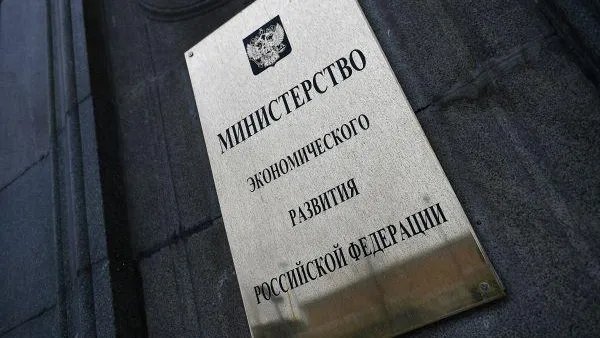 МИНИСТЕРСТВО
ЭКОНОМИЧЕСКОГО
РАЗВИТИЯ
РОССИЙСКОЙ ФЕДЕРАЦИИ